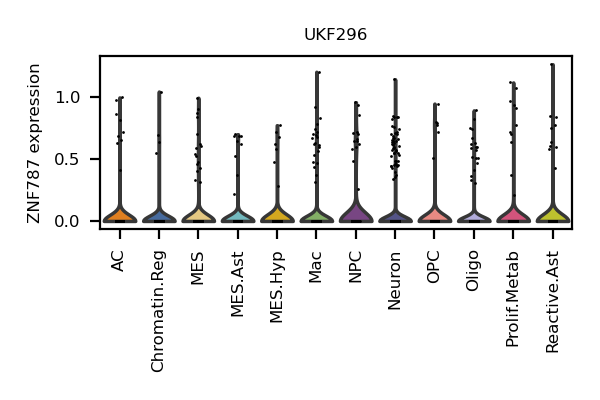 UKF296
ZNF787 expression
1.0
0.5
0.0
AC
Chromatin.Reg
MES
MES.Ast
MES.Hyp
Mac
NPC
Neuron
OPC
Oligo
Prolif.Metab
Reactive.Ast